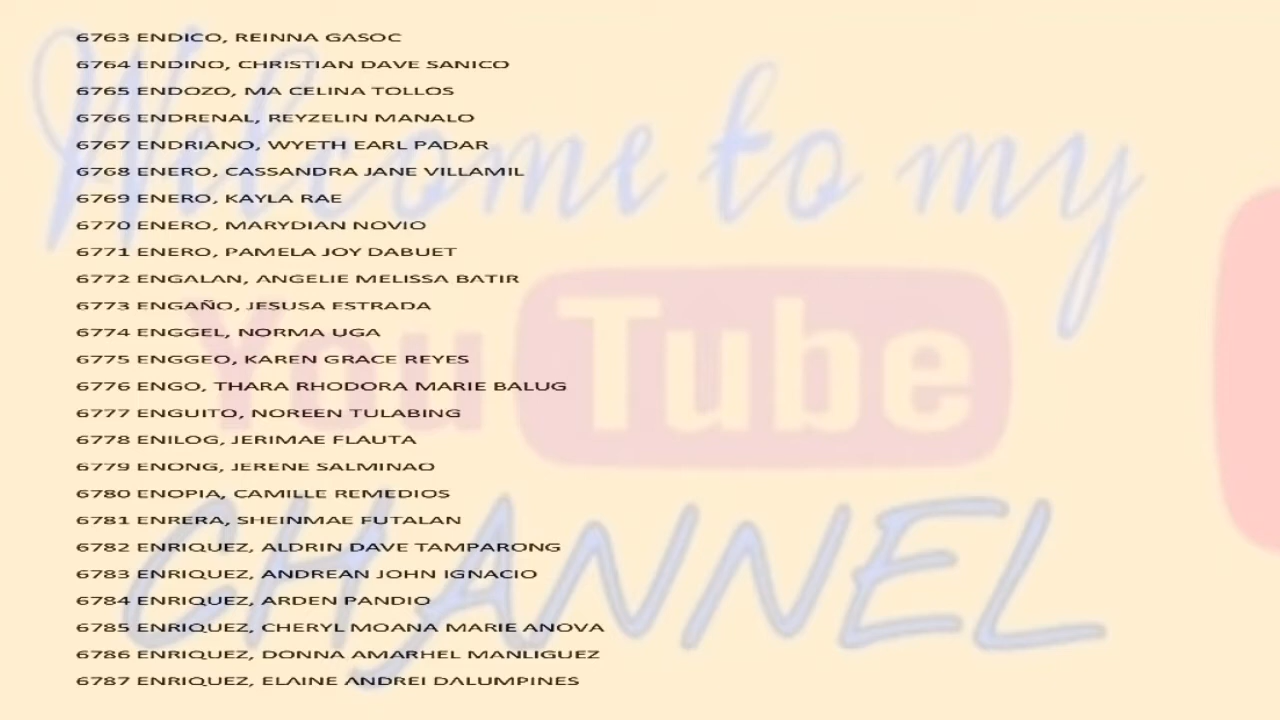 6763 ENDICO, REINNA GASOC
6764 ENDINO, CHRISTIAN DAVE SANICO
6765 ENDOZO, MA CELINA TOLLOS
6766 ENDRENAL, REYZELIN MANALO
6767 ENDRIANO, WYETH EARL PADAR
6768 ENERO, CASSANDRA JANE VILLAMIL
6769 ENERO, KAYLA RAE
6770 ENERO, MARYDIAN NOVIO
6771 ENERO, PAMELA JOY DABUET
6772 ENGALAN, ANGELIE MELISSA BATIR
6773 ENGAÑO, JESUSA ESTRADA
6774 ENGGEL, NORMA UGA
6775 ENGGEO, KAREN GRACE REYES
6776 ENGO, THARA RHODORA MARIE BALUG
6777 ENGUITO, NOREEN TULABING
6778 ENILOG, JERIMAE FLAUTA
6779 ENONG, JERENE SALMINAO
6780 ENOPIA, CAMILLE REMEDIOS
6781 ENRERA, SHEINMAE FUTALAN
6782 ENRIQUEZ, ALDRIN DAVE TAMPARONG
6783 ENRIQUEZ, ANDREAN JOHN IGNACIO
6784 ENRIQUEZ, ARDEN PANDIO
6785 ENRIQUEZ, CHERYL MOANA MARIE ANOVA
6786 ENRIQUEZ, DONNA AMARHEL MANLIGUEZ
6787 ENRIQUEZ, ELAINE ANDREI DALUMPINES
Welcome to my
YouTube
CHANNEL